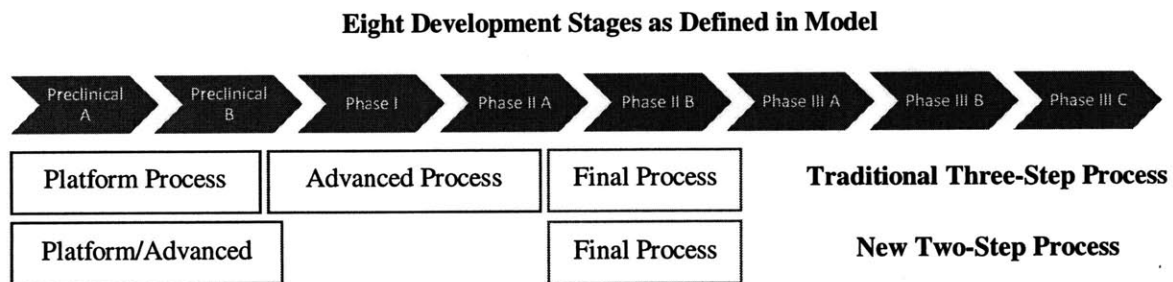 Eight Development Stages as Defined in Model
Preclinical A
Preclinical B
Phase I
Phase II A
Phase II B
Phase III A
Phase III B
Phase III C
Platform Process
Advanced Process
Final Process
Traditional Three-Step Process
Platform/Advanced
Final Process
New Two-Step Process